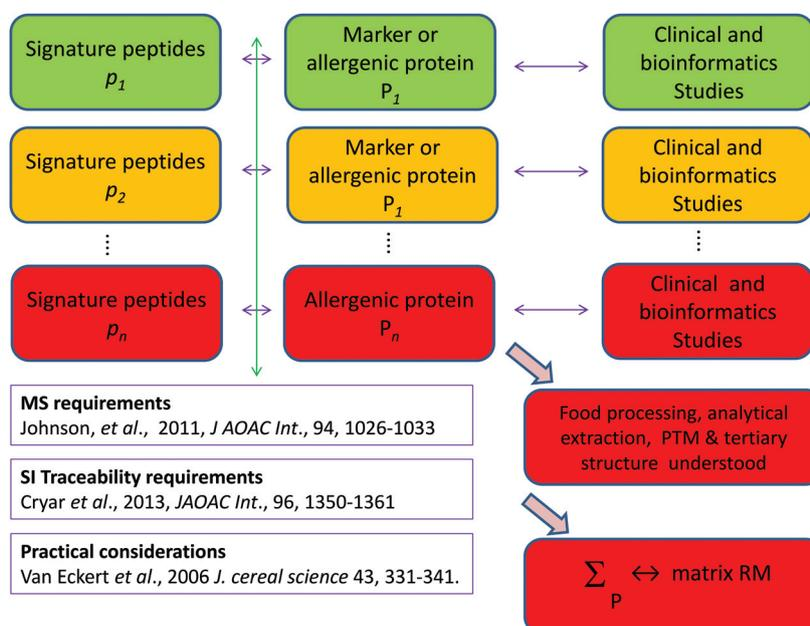 Signature peptides
p1
Marker or
allergenic protein
P1
Clinical and
bioinformatics
Studies
Signature peptides
p2
Marker or
allergenic protein
P1
Clinical and
bioinformatics
Studies
Signature peptides
pn
Allergenic protein
Pn
Clinical and
bioinformatics
Studies
MS requirements
Johnson, et al., 2011, J AOAC Int., 94, 1026-1033
SI Traceability requirements
Cryar et al., 2013, JAOAC Int., 96, 1350-1361
Practical considerations
Van Eckert et al., 2006 J. cereal science 43, 331-341.
Food processing, analytical
extraction, PTM & tertiary
structure understood
∑P ↔ matrix RM